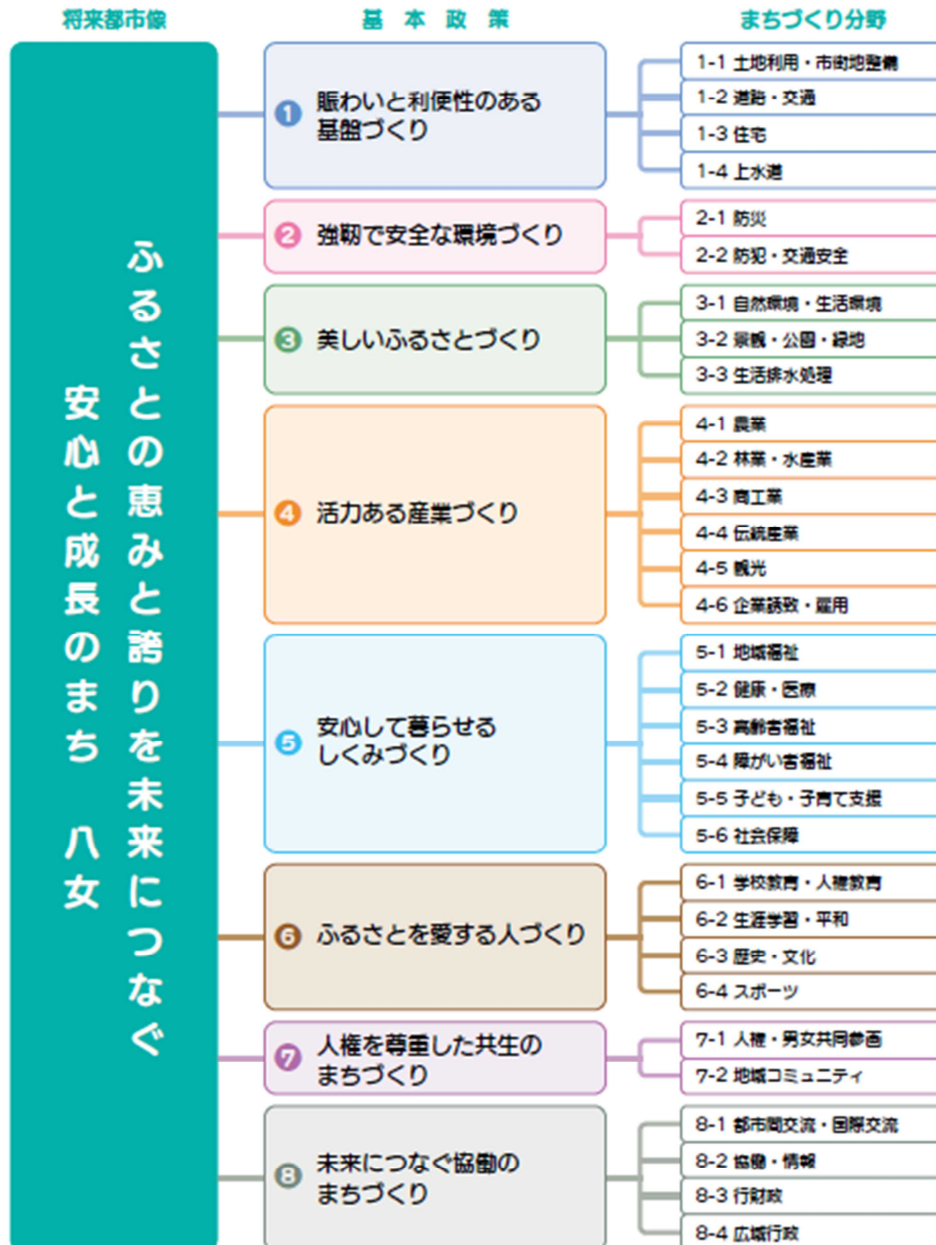 将来都市像
基本政策
まちづくり分野
ふるさとの恵みと誇りを未来につなぐ
安心と成長のまち 八女
1 賑わいと利便性のある
基盤づくり
1-1 土地利用・市街地整備
1-2 道路・交通
1-3 住宅
1-4 上水道
2 強靭で安全な環境づくり
2-1 防災
2-2 防犯・交通安全
3 美しいふるさとづくり
3-1 自然環境・生活環境
3-2 景観・公園・緑地
3-3 生活排水処理
4 活力ある産業づくり
4-1 農業
4-2 林業・水産業
4-3 商工業
4-4 伝統産業
4-5 観光
4-6 企業誘致・雇用
5 安心して暮らせる
しくみづくり
5-1 地域福祉
5-2 健康・医療
5-3 高齢者福祉
5-4 障がい者福祉
5-5 子ども・子育て支援
5-6 社会保障
6 ふるさとを愛する人づくり
6-1 学校教育・人権教育
6-2 生涯学習・平和
6-3 歴史・文化
6-4 スポーツ
7 人権を尊重した共生の
まちづくり
7-1 人権・男女共同参画
7-2 地域コミュニティ
8 未来につなぐ協働の
まちづくり
8-1 都市間交流・国際交流
8-2 協働・情報
8-3 行財政
8-4 広域行政